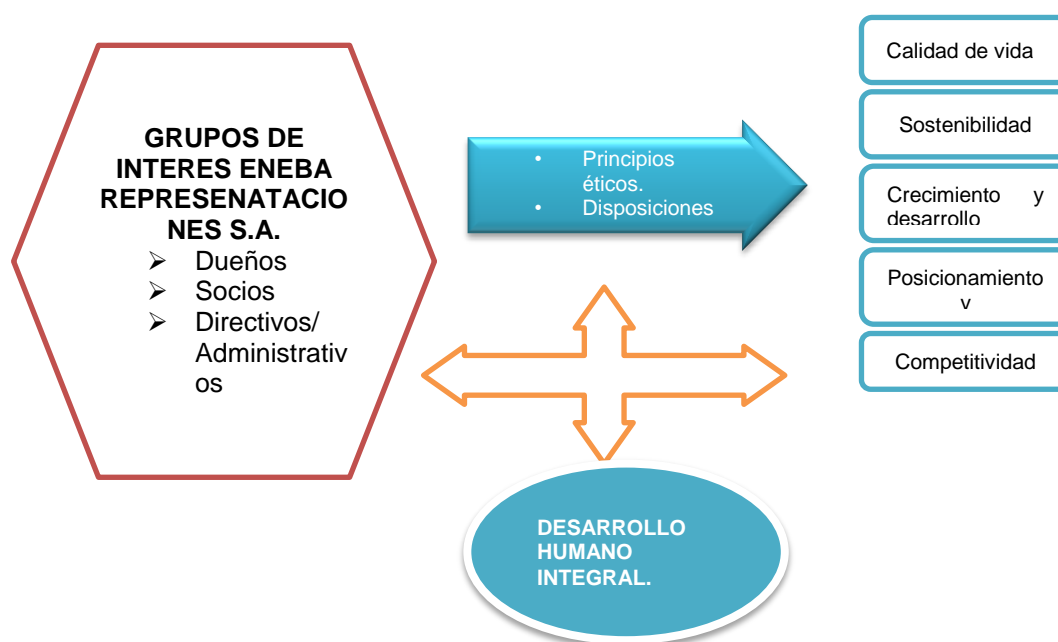 GRUPOS DE
INTERES ENEBA
REPRESENATACIO
NES S.A.
➢ Dueños
➢ Socios
➢ Directivos/
Administrativ
os
• Principios
éticos.
• Disposiciones
Calidad de vida
Sostenibilidad
Crecimiento y
desarrollo
Posicionamiento
y
Competitividad
DESARROLLO
HUMANO
INTEGRAL.